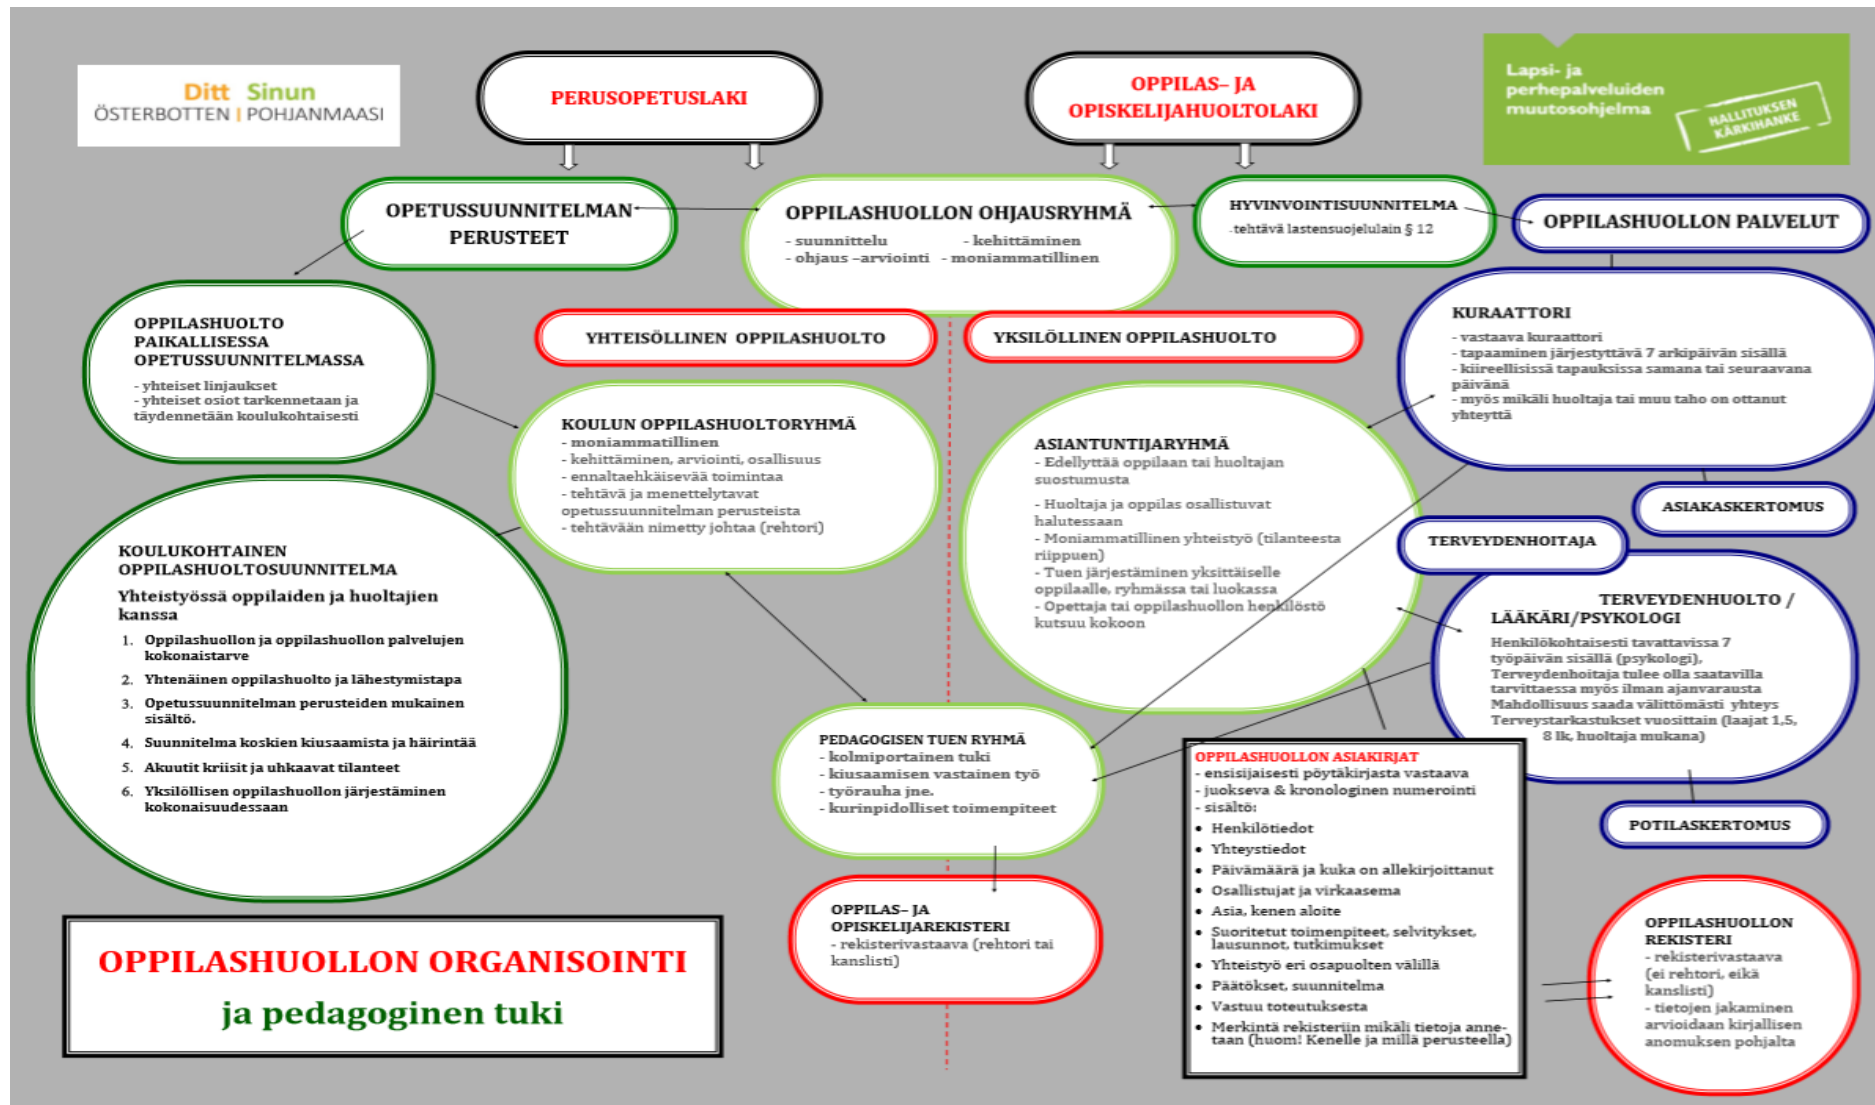 Ditt Sinun
ÖSTERBOTTEN | POHJANMAASI
PERUSOPETUSLAKI
OPPILAS– JA
OPISKELIJAHUOLTOLAKI
Lapsi- ja
perhepalveluiden
muutosohjelma
HALLITUKSEN
KÄRKIHANKE
OPETUSSUUNNITELMAN
PERUSTEET
OPPILASHUOLLON OHJAUSRYHMÄ
- suunnittelu - kehittäminen
- ohjaus –arviointi - moniammatillinen
HYVINVOINTISUUNNITELMA
-tehtävä lastensuojelulain § 12
OPPILASHUOLLON PALVELUT
OPPILASHUOLTO
PAIKALLISESSA
OPETUSSUUNNITELMASSA
- yhteiset linjaukset
- yhteiset osiot tarkennetaan ja
täydennetään koulukohtaisesti
YHTEISÖLLINEN OPPILASHUOLTO
YKSILÖLLINEN OPPILASHUOLTO
KURAATTORI
- vastaava kuraattori
- tapaaminen järjestyttävä 7 arkipäivän sisällä
- kiireellisissä tapauksissa samana tai seuraavana
päivänä
- myös mikäli huoltaja tai muu taho on ottanut
yhteyttä
KOULUN OPPILASHUOLTORYHMÄ
- moniammatillinen
- kehittäminen, arviointi, osallisuus
- ennaltaehkäisevää toimintaa
- tehtävä ja menettelytavat
opetussuunnitelman perusteista
- tehtävään nimetty johtaa (rehtori)
ASIANTUNTIJARYHMÄ
- Edellyttää oppilaan tai huoltajan
suostumusta
- Huoltaja ja oppilas osallistuvat
halutessaan
- Moniammatillinen yhteistyö (tilanteesta
riippuen)
- Tuen järjestäminen yksittäiselle
oppilaalle, ryhmässä tai luokassa
- Opettaja tai oppilashuollon henkilöstö
kutsuu kokoon
ASIAKASKERTOMUS
TERVEYDENHOITAJA
KOULUKOHTAINEN
OPPILASHUOLTOSUUNNITELMA
Yhteistyössä oppilaiden ja huoltajien
kanssa
1. Oppilashuollon ja oppilashuollon palvelujen
kokonaistarve
2. Yhtenäinen oppilashuolto ja lähestymistapa
3. Opetussuunnitelman perusteiden mukainen
sisältö.
4. Suunnitelma koskien kiusaamista ja häirintää
5. Akuutit kriisit ja uhkaavat tilanteet
6. Yksilöllisen oppilashuollon järjestäminen
kokonaisuudessaan
TERVEYDENHUOLTO /
LÄÄKÄRI/PSYKOLOGI
Henkilökohtaisesti tavattavissa 7
työpäivän sisällä (psykologi),
Terveydenhoitaja tulee olla saatavilla
tarvittaessa myös ilman ajanvarausta
Mahdollisuus saada välittömästi yhteys
Terveystarkastukset vuosittain (laajat 1,5,
8 lk, huoltaja mukana)
PEDAGOGISEN TUEN RYHMÄ
- kolmiportainen tuki
- kiusaamisen vastainen työ
- työrauha jne.
- kurinpidolliset toimenpiteet
OPPILASHUOLLON ASIAKIRJAT
- ensisijaisesti pöytäkirjasta vastaava
- juokseva & kronologinen numerointi
- sisältö:
• Henkilötiedot
• Yhteystiedot
• Päivämäärä ja kuka on allekirjoittanut
• Osallistujat ja virkaasema
• Asia, kenen aloite
• Suoritetut toimenpiteet, selvitykset,
lausunnot, tutkimukset
• Yhteistyö eri osapuolten välillä
• Päätökset, suunnitelma
• Vastuu toteutuksesta
• Merkintä rekisteriin mikäli tietoja anne-
taan (huom! Kenelle ja millä perusteella)
POTILASKERTOMUS
OPPILAS– JA
OPISKELIJAREKISTERI
- rekisterivastaava (rehtori tai
kanslisti)
OPPILASHUOLLON
REKISTERI
- rekisterivastaava
(ei rehtori, eikä
kanslisti)
- tietojen jakaminen
arvioidaan kirjallisen
anomuksen pohjalta
OPPILASHUOLLON ORGANISOINTI
ja pedagoginen tuki